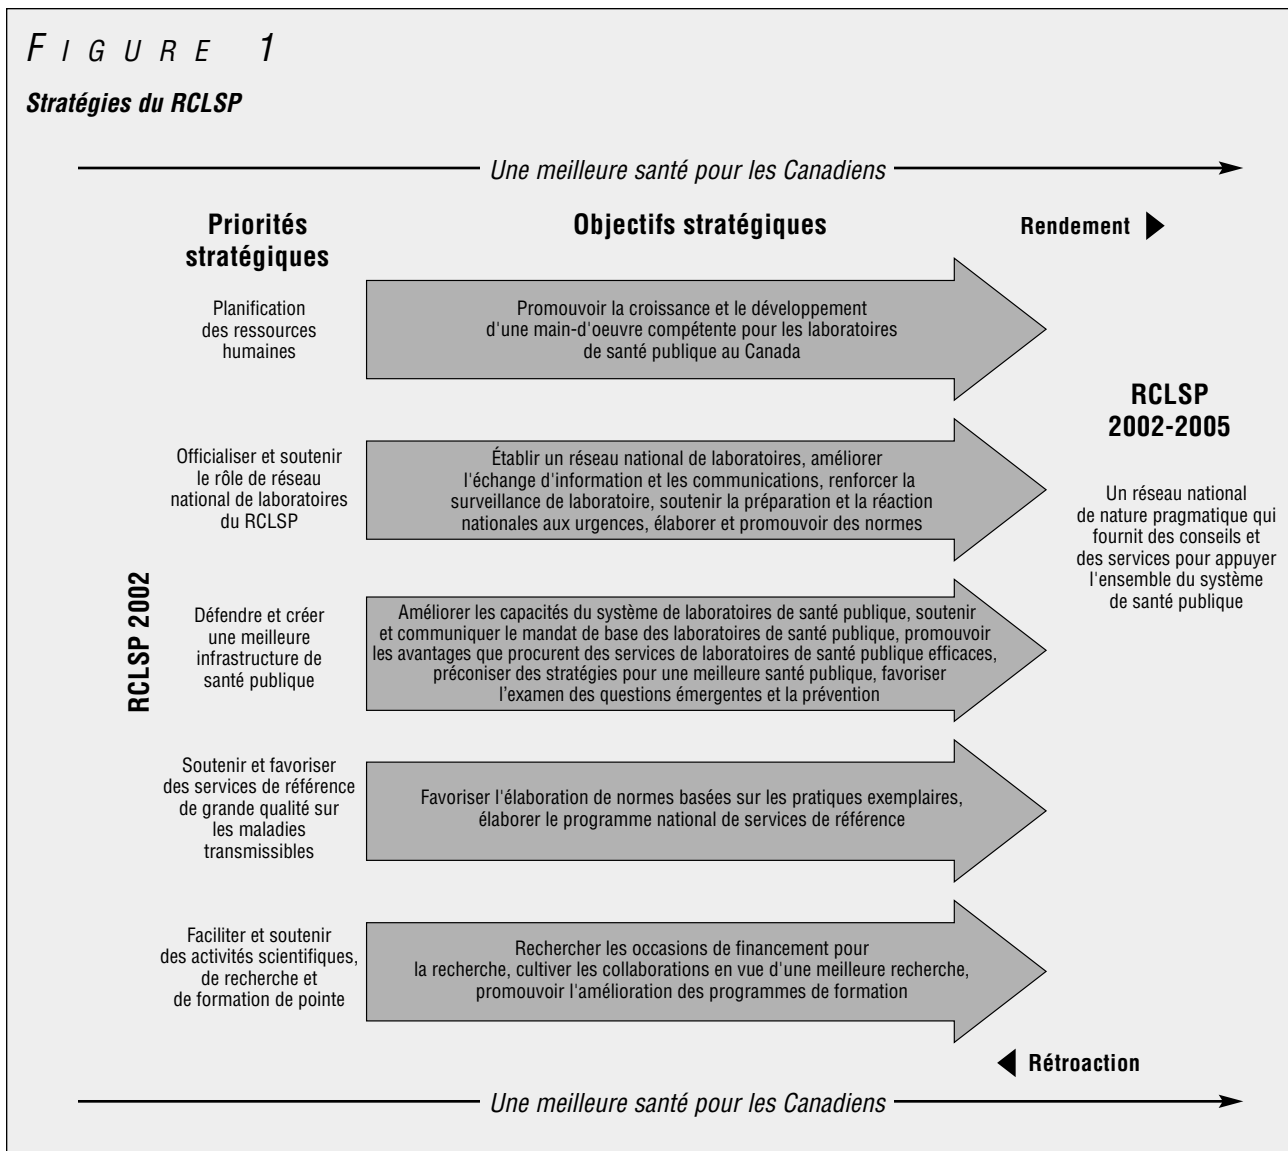 FIGURE 1
Stratégies du RCLSP
Une meilleure santé pour les Canadiens
Priorités
stratégiques
Objectifs stratégiques
Rendement
RCLSP 2002
Planification
des ressources
humaines
Promouvoir la croissance et le développement
d'une main-d'oeuvre compétente pour les laboratoires
de santé publique au Canada
Officialiser et soutenir
le rôle de réseau
national de laboratoires
du RCLSP
Établir un réseau national de laboratoires, améliorer
l'échange d'information et les communications, renforcer la
surveillance de laboratoire, soutenir la préparation et la réaction
nationales aux urgences, élaborer et promouvoir des normes
Défendre et créer
une meilleure
infrastructure de
santé publique
Améliorer les capacités du système de laboratoires de santé publique, soutenir
et communiquer le mandat de base des laboratoires de santé publique, promouvoir
les avantages que procurent des services de laboratoires de santé publique efficaces,
préconiser des stratégies pour une meilleure santé publique, favoriser
l'examen des questions émergentes et la prévention
Soutenir et favoriser
des services de référence
de grande qualité sur
les maladies
transmissibles
Favoriser l'élaboration de normes basées sur les pratiques exemplaires,
élaborer le programme national de services de référence
Faciliter et soutenir
des activités scientifiques,
de recherche et
de formation de pointe
Rechercher les occasions de financement pour
la recherche, cultiver les collaborations en vue d'une meilleure recherche,
promouvoir l'amélioration des programmes de formation
RCLSP
2002-2005
Un réseau national
de nature pragmatique qui
fournit des conseils et
des services pour appuyer
l'ensemble du système
de santé publique
Rétroaction
Une meilleure santé pour les Canadiens